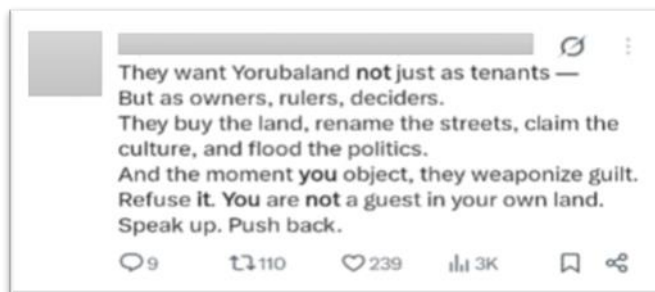 They want Yorubaland not just as tenants —
But as owners, rulers, deciders.
They buy the land, rename the streets, claim the
culture, and flood the politics.
And the moment you object, they weaponize guilt.
Refuse it. You are not a guest in your own land.
Speak up. Push back.
9 110 239 3K